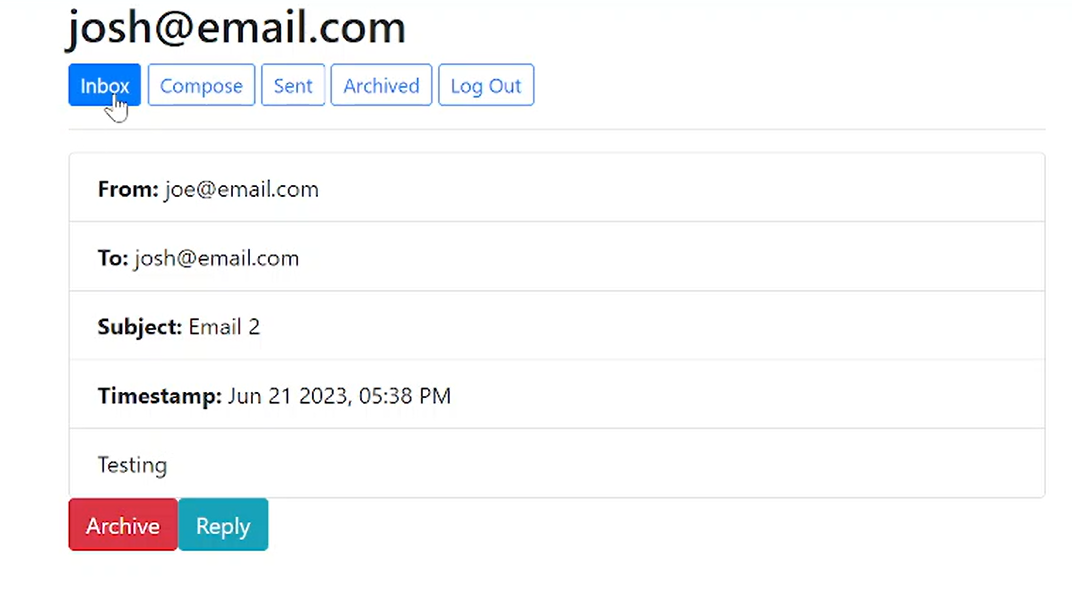 josh@email.com
Inbox Compose Sent Archived Log Out
From: joe@email.com
To: josh@email.com
Subject: Email 2
Timestamp: Jun 21 2023, 05:38 PM
Testing
Archive Reply